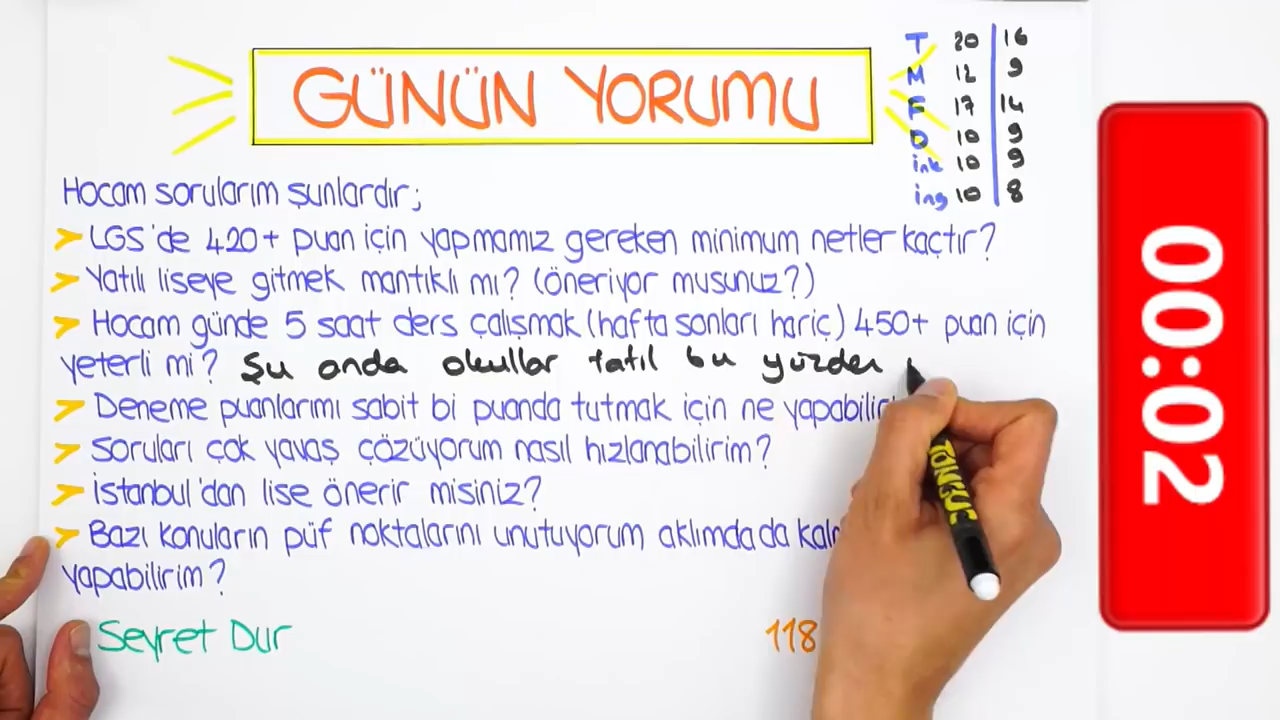 GÜNÜN YORUMU
T 20 16
M 12 9
F 17 14
D 10 9
ink 10 9
ing 10 8
Hocam sorularım şunlardır;
➤ LGS'de 420+ puan için yapmamız gereken minimum netler kaçtır?
➤ Yatılı liseye gitmek mantıklı mı? (öneriyor musunuz?)
➤ Hocam günde 5 saat ders çalışmak (hafta sonları hariç) 450+ puan için
yeterli mi? Şu anda okullar tatil bu yüzden
➤ Deneme puanlarımı sabit bi puanda tutmak için ne
➤ Soruları çok yavaş çözüyorum nasıl hızlanabilirim?
➤ İstanbul'dan lise önerir misiniz?
➤ Bazı konuların püf noktalarını unutuyorum aklımda da
yapabilirim?
Seyret Dur
118
TONGUÇ
00:02